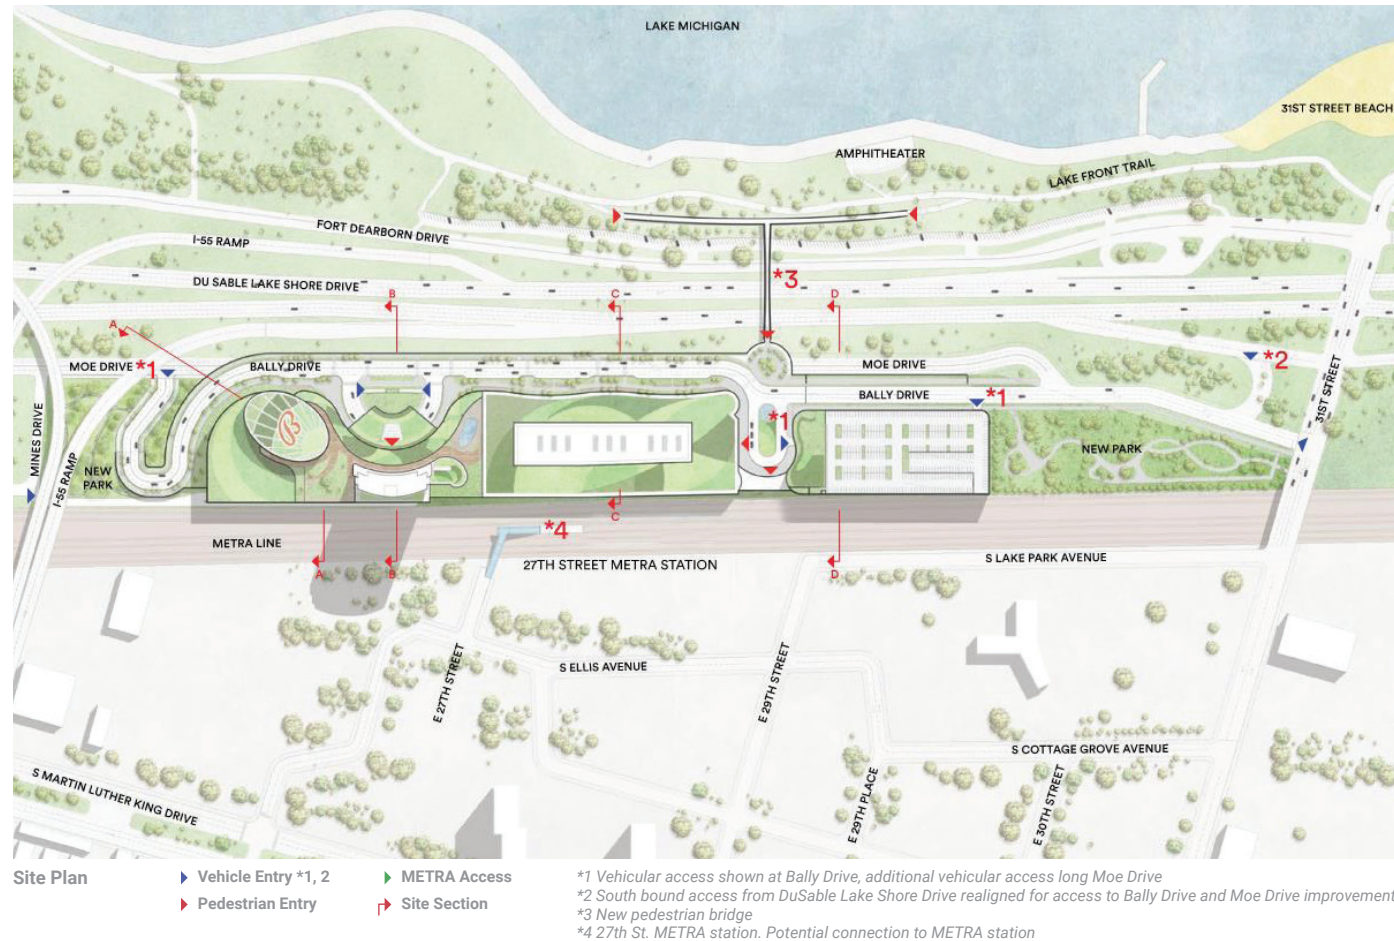 LAKE MICHIGAN
31ST STREET BEACH
AMPHITHEATER
LAKE FRONT TRAIL
FORT DEARBORN DRIVE
I-55 RAMP
*3
DU SABLE LAKE SHORE DRIVE
B
C
D
A
MOE DRIVE *1
BALLY DRIVE
MOE DRIVE
*2
31ST STREET
BALLY DRIVE
*1
*1
B
MINES DRIVE
I-55 RAMP
NEW
PARK
NEW PARK
C
METRA LINE
*4
27TH STREET METRA STATION
S LAKE PARK AVENUE
A
B
D
E 27TH STREET
S ELLIS AVENUE
E 29TH STREET
S COTTAGE GROVE AVENUE
S MARTIN LUTHER KING DRIVE
E 29TH PLACE
E 30TH STREET
Site Plan
Vehicle Entry *1, 2
Pedestrian Entry
METRA Access
Site Section
*1 Vehicular access shown at Bally Drive, additional vehicular access long Moe Drive
*2 South bound access from DuSable Lake Shore Drive realigned for access to Bally Drive and Moe Drive improvement
*3 New pedestrian bridge
*4 27th St. METRA station. Potential connection to METRA station